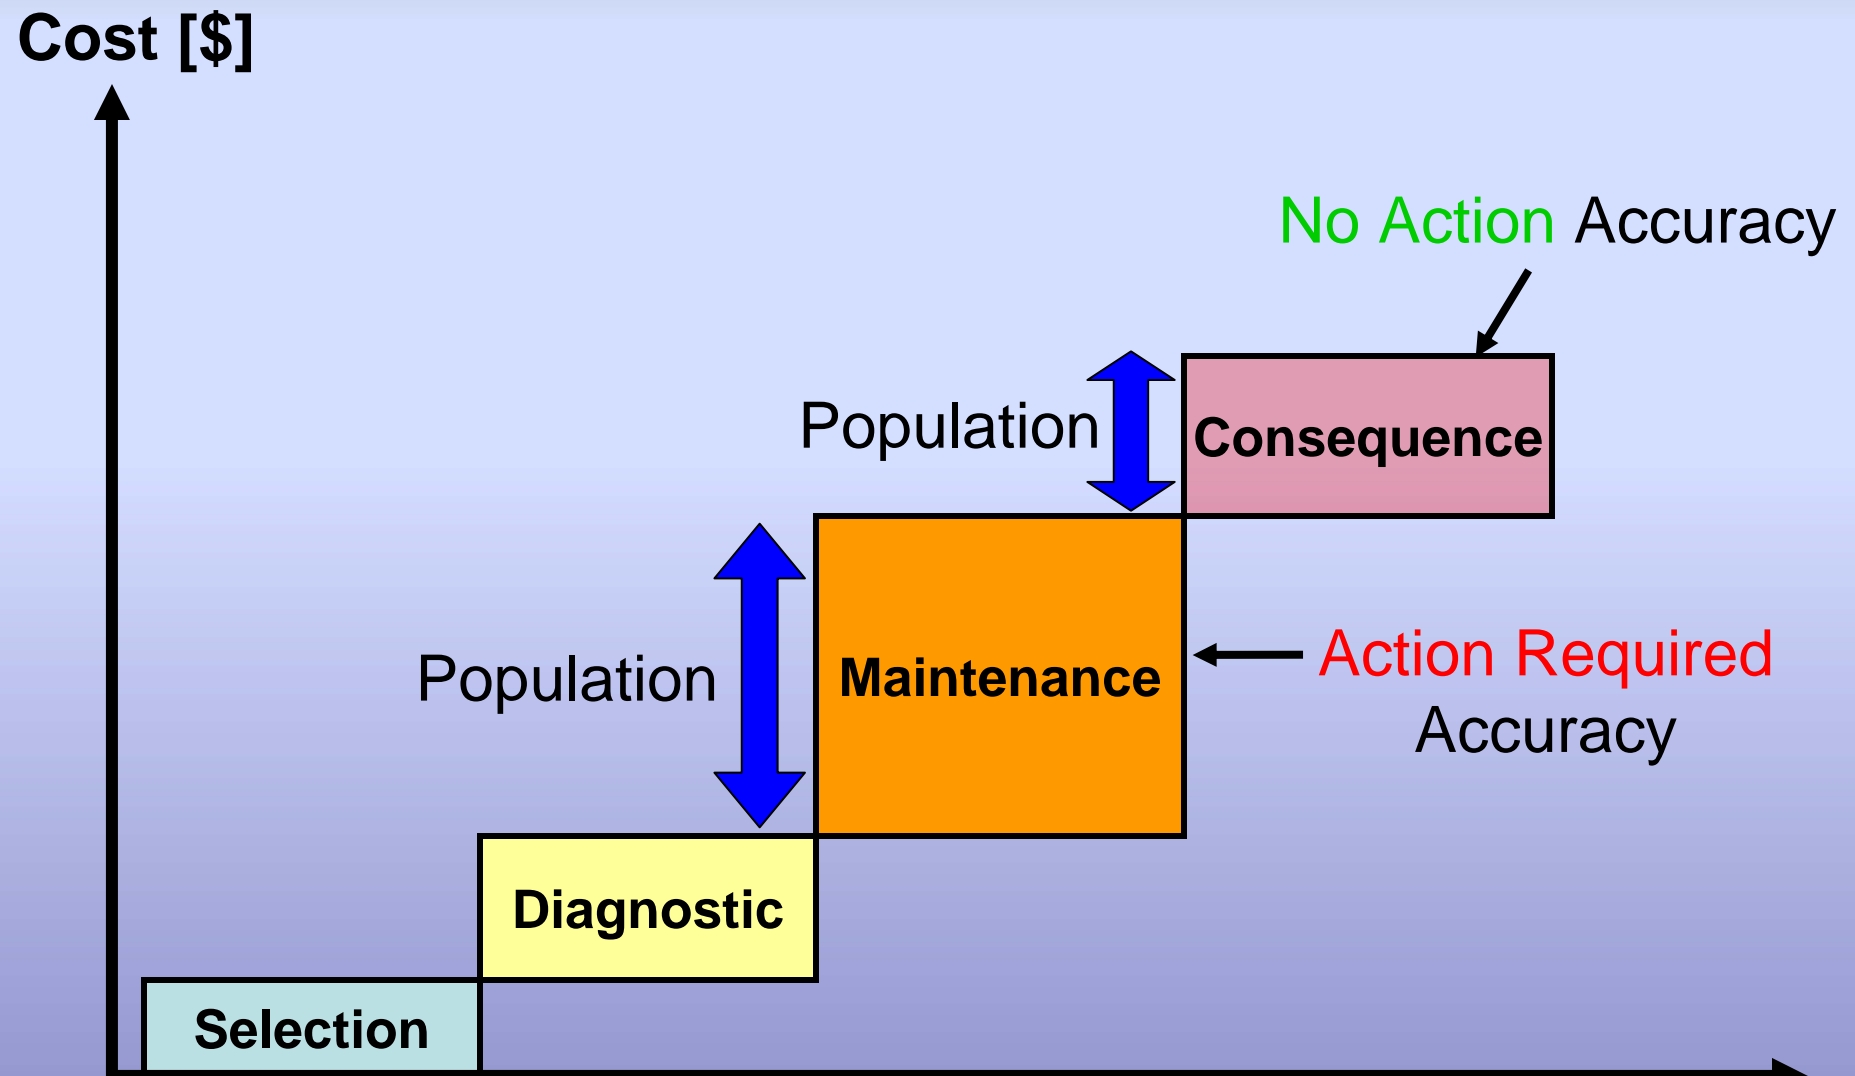 Cost [$]
No Action Accuracy
Population
Consequence
Population
Maintenance
Action Required
Accuracy
Diagnostic
Selection